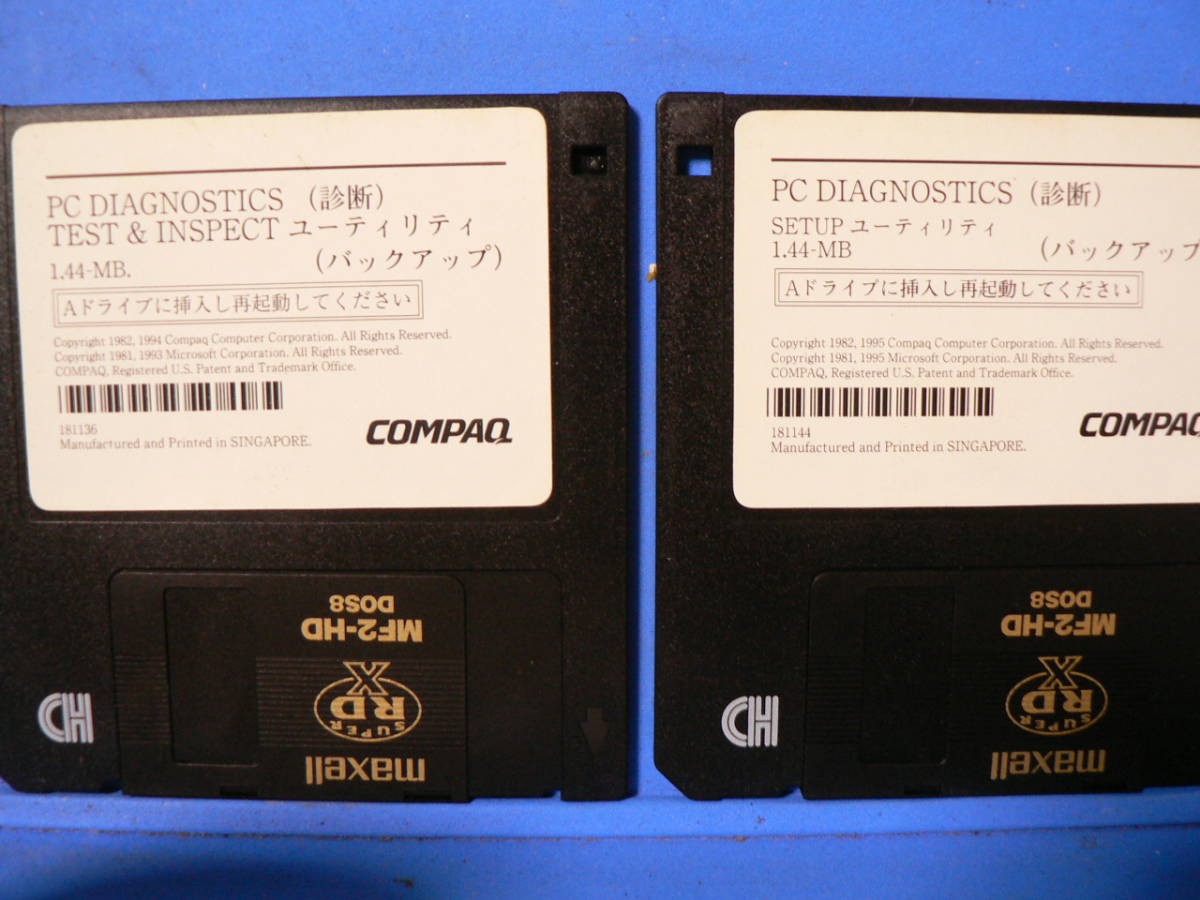 PC DIAGNOSTICS (診断)
TEST & INSPECT ユーティリティ
1.44-MB.
(バックアップ)
Aドライブに挿入し再起動してください
Copyright 1982, 1994 Compaq Computer Corporation. All Rights Reserved.
Copyright 1981, 1993 Microsoft Corporation. All Rights Reserved.
COMPAQ, Registered U.S. Patent and Trademark Office.
181136
Manufactured and Printed in SINGAPORE.
COMPAQ
MF2-HD
DOS8
SUPER
RD
X
maxell
HD
PC DIAGNOSTICS (診断)
SETUP ユーティリティ
1.44-MB
(バックアップ
Aドライブに挿入し再起動してください
Copyright 1982, 1995 Compaq Computer Corporation. All Rights Reserved.
Copyright 1981, 1995 Microsoft Corporation. All Rights Reserved.
COMPAQ, Registered U.S. Patent and Trademark Office.
181144
Manufactured and Printed in SINGAPORE.
COMPAQ
MF2-HD
DOS8
SUPER
RD
X
maxell
HD